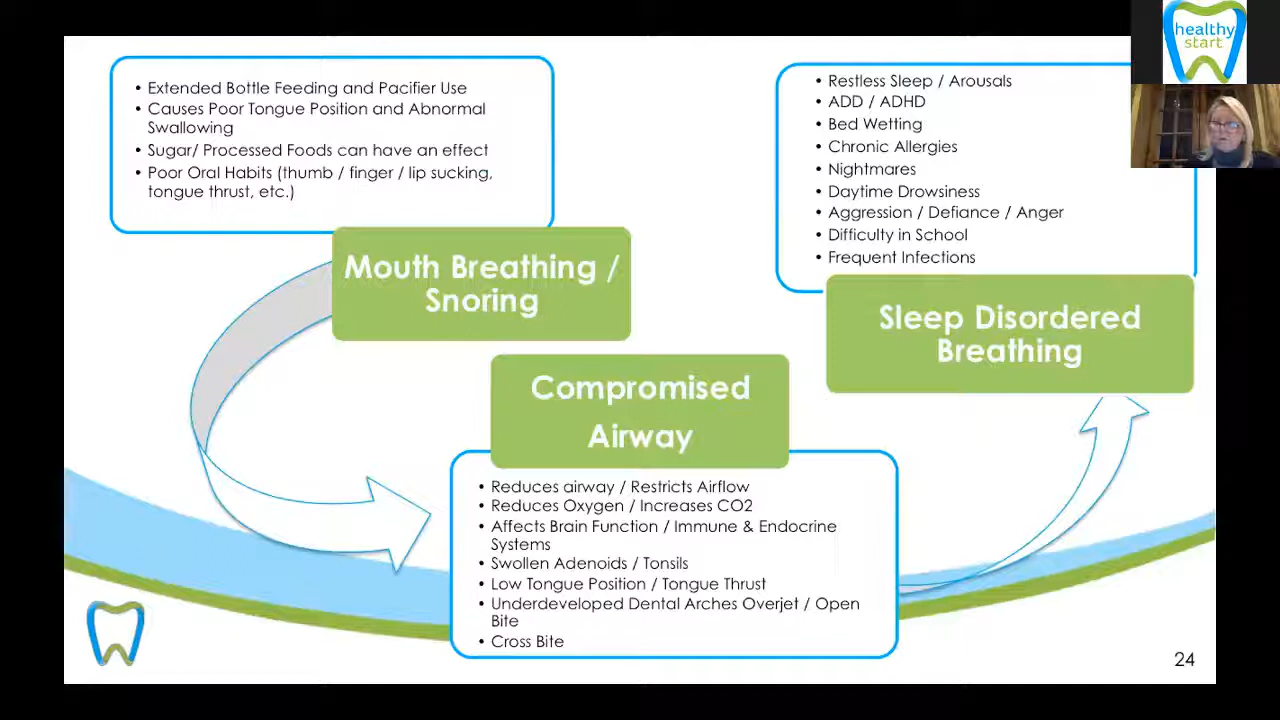 healthy
start
• Extended Bottle Feeding and Pacifier Use
• Causes Poor Tongue Position and Abnormal
Swallowing
• Sugar/ Processed Foods can have an effect
• Poor Oral Habits (thumb / finger / lip sucking,
tongue thrust, etc.)
Mouth Breathing /
Snoring
Compromised
Airway
• Reduces airway / Restricts Airflow
• Reduces Oxygen / Increases CO2
• Affects Brain Function / Immune & Endocrine
Systems
• Swollen Adenoids / Tonsils
• Low Tongue Position / Tongue Thrust
• Underdeveloped Dental Arches Overjet / Open
Bite
• Cross Bite
• Restless Sleep / Arousals
• ADD / ADHD
• Bed Wetting
• Chronic Allergies
• Nightmares
• Daytime Drowsiness
• Aggression / Defiance / Anger
• Difficulty in School
• Frequent Infections
Sleep Disordered
Breathing
24